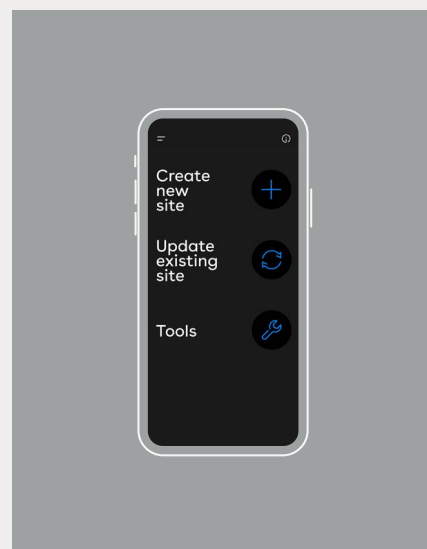 Create
new
site
Update
existing
site
Tools